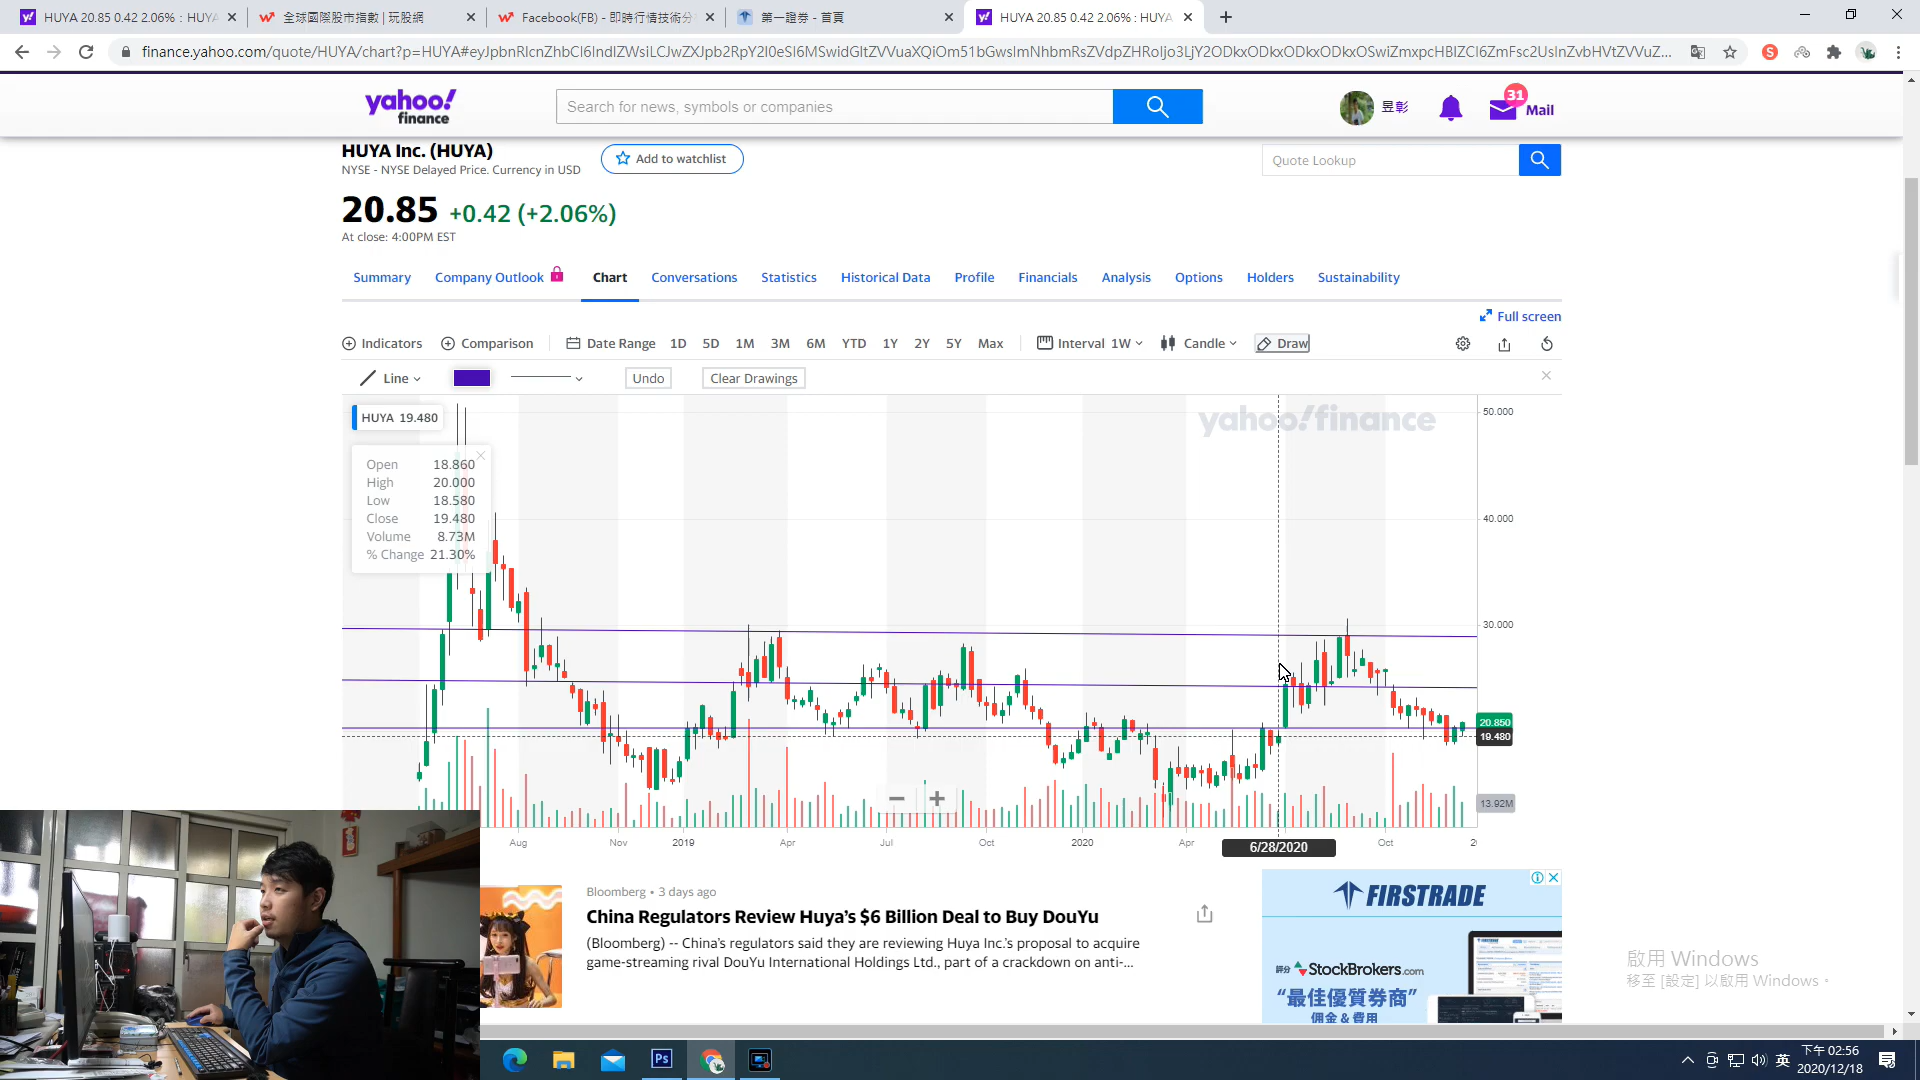 HUYA 20.85 0.42 2.06% : HUYA
全球國際股市指數 | 玩股網
Facebook(FB) - 即時行情技術分
第一證券 - 首頁
HUYA 20.85 0.42 2.06% : HUYA
yahoo!
finance
Search for news, symbols or companies
昱彰
31
Mail
HUYA Inc. (HUYA)
NYSE - NYSE Delayed Price. Currency in USD
Add to watchlist
Quote Lookup
20.85 +0.42 (+2.06%)
At close: 4:00PM EST
Summary Company Outlook Chart Conversations Statistics Historical Data Profile Financials Analysis Options Holders Sustainability
Full screen
Indicators Comparison Date Range 1D 5D 1M 3M 6M YTD 1Y 2Y 5Y Max Interval 1W Candle Draw
Line Undo Clear Drawings
HUYA 19.480
yahoo!finance
50.000
Open 18.860
High 20.000
Low 18.580
Close 19.480
Volume 8.73M
% Change 21.30%
40.000
30.000
20.850
19.480
13.92M
Aug Nov 2019 Apr Jul Oct 2020 Apr 6/28/2020 Oct 2
Bloomberg • 3 days ago
China Regulators Review Huya's $6 Billion Deal to Buy DouYu
(Bloomberg) -- China's regulators said they are reviewing Huya Inc.'s proposal to acquire
game-streaming rival DouYu International Holdings Ltd., part of a crackdown on anti-...
FIRSTRADE
評分 StockBrokers.com
“最佳優質券商”
佣金 & 費用
啟用 Windows
移至 [設定] 以啟用 Windows。
Ps
英
下午 02:56
2020/12/18